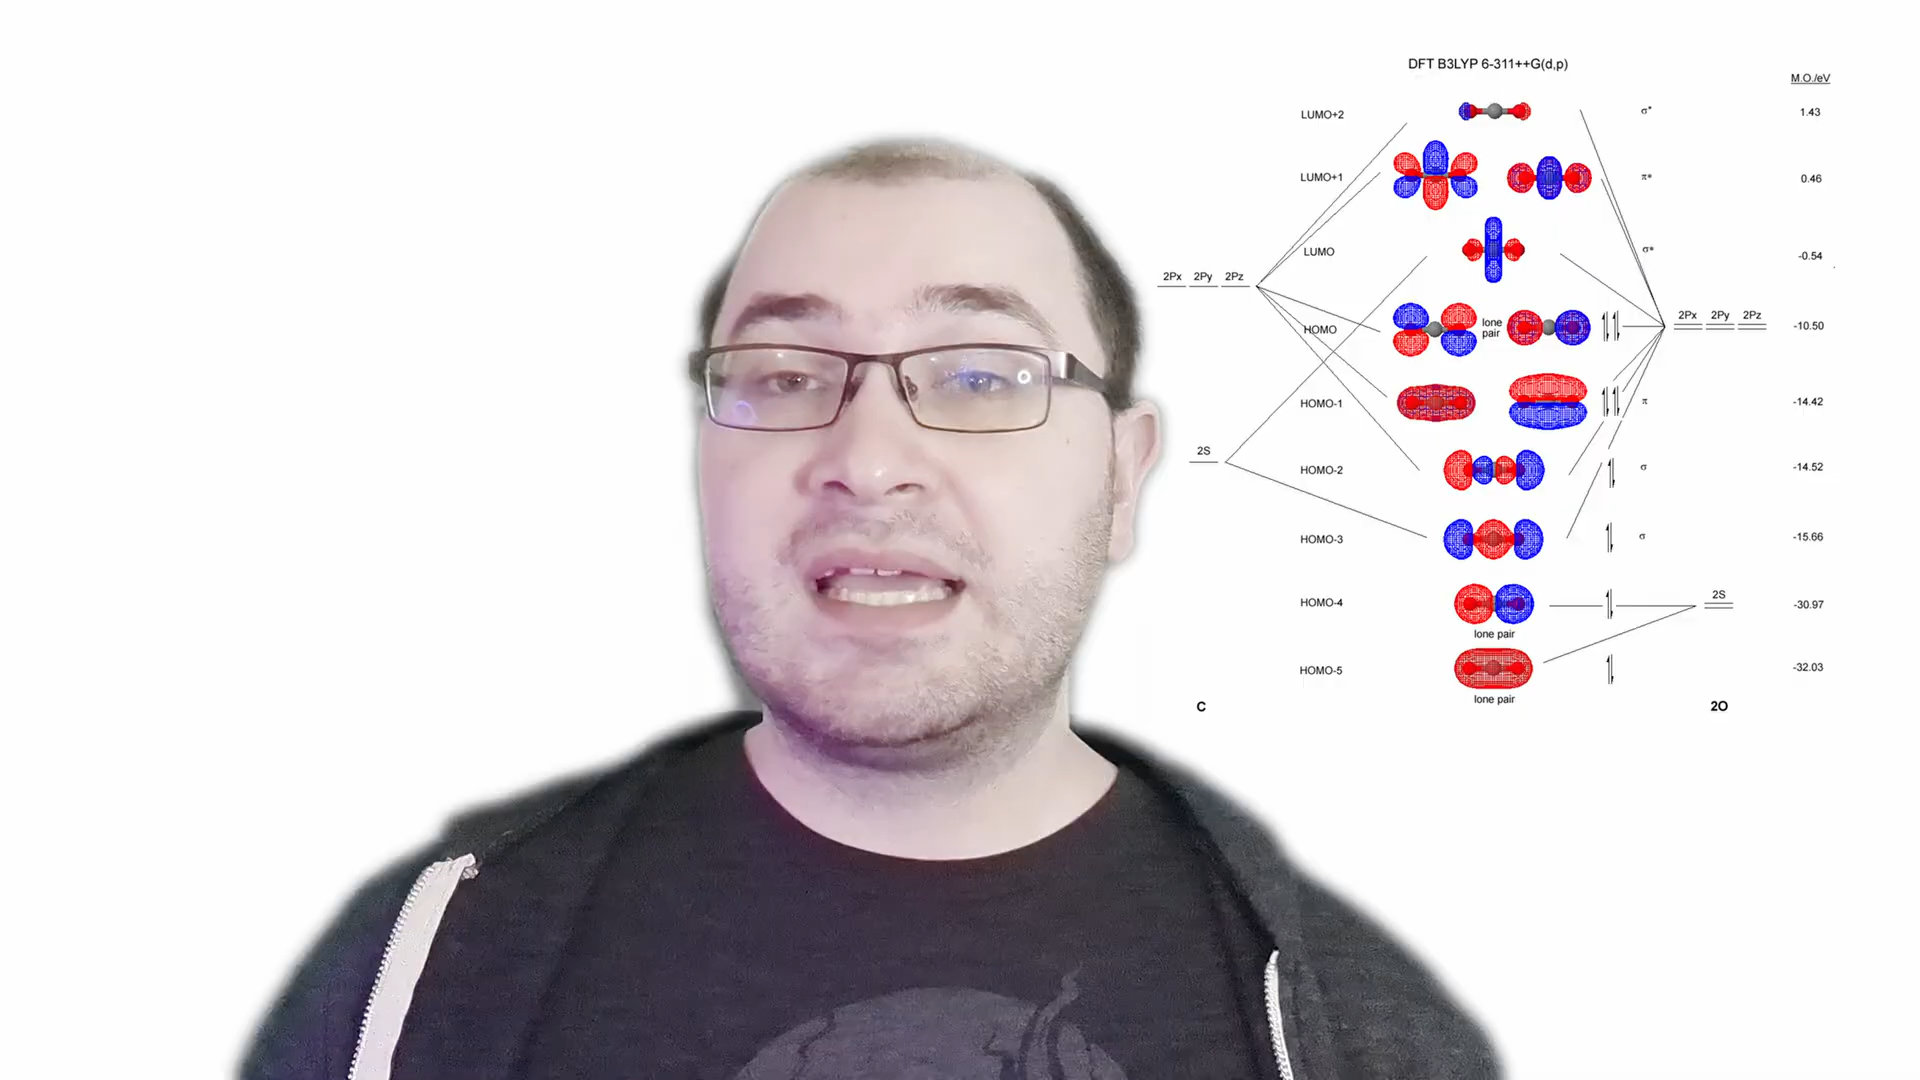 DFT B3LYP 6-311++G(d,p)
M.O./eV
LUMO+2 σ* 1.43
LUMO+1 π* 0.46
LUMO σ* -0.54
2Px 2Py 2Pz
2Px 2Py 2Pz
HOMO lone pair -10.50
HOMO-1 π -14.42
2S
HOMO-2 σ -14.52
HOMO-3 σ -15.66
2S
HOMO-4 -30.97
lone pair
HOMO-5 -32.03
lone pair
C 2O